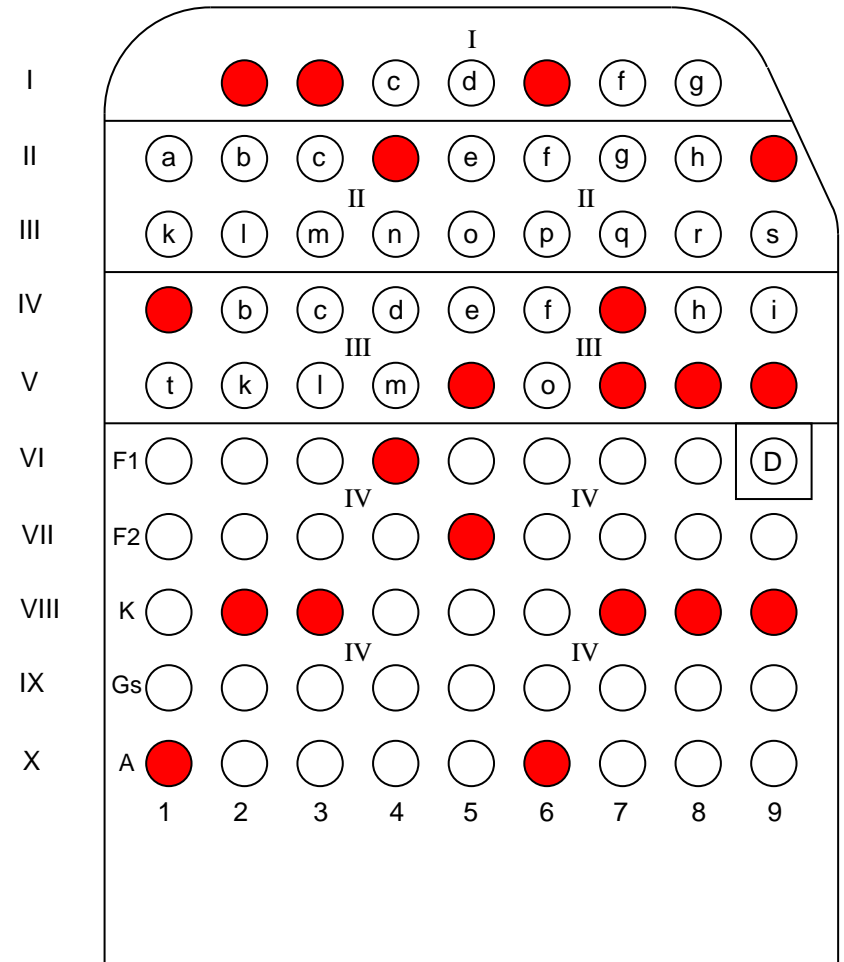 I
I c d f g
II a b c e f g h
II II
III k l m n o p q r s
IV b c d e f h i
III III
V t k l m o
VI F1 D
IV IV
VII F2
VIII K
IV IV
IX Gs
X A
1 2 3 4 5 6 7 8 9